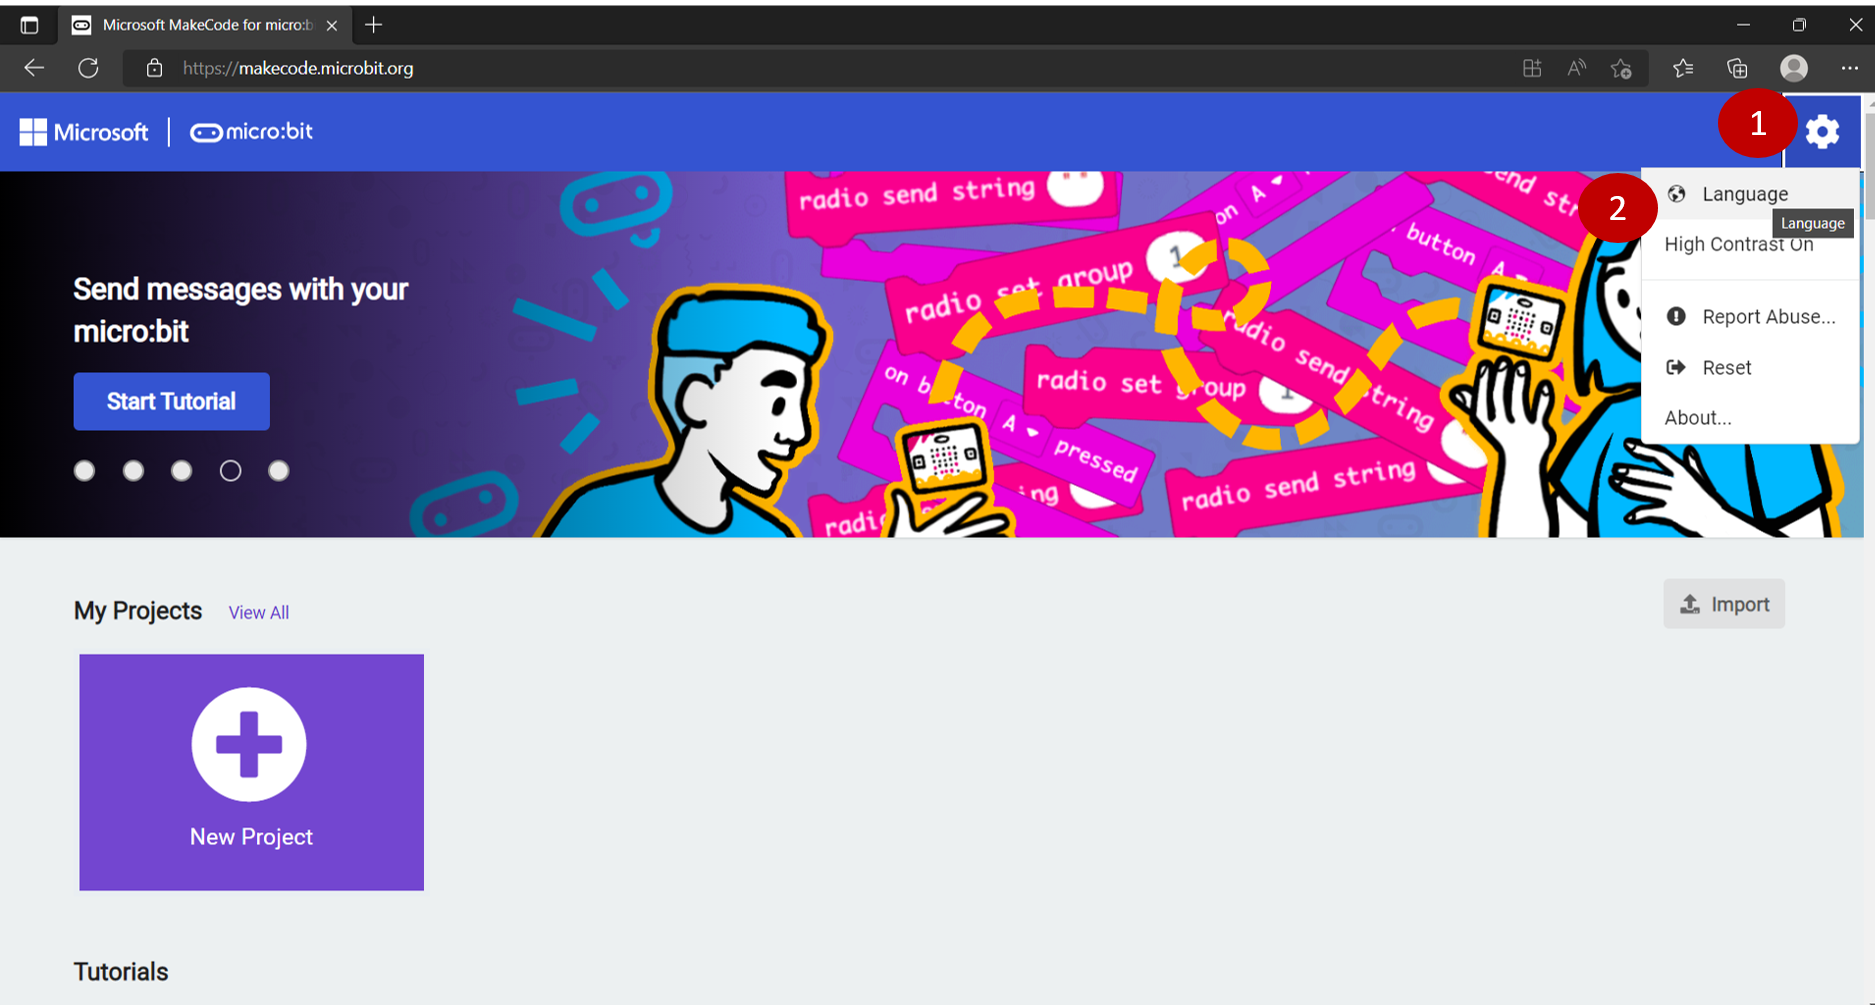 Microsoft MakeCode for micro:b
https://makecode.microbit.org
Microsoft
micro:bit
1
2
Language
Language
High Contrast On
Report Abuse...
Reset
About...
Send messages with your
micro:bit
Start Tutorial
radio send string
on A
radio set group 1
button A
radio send string
radio set group 1
on button A pressed
radio send string
My Projects
View All
Import
New Project
Tutorials